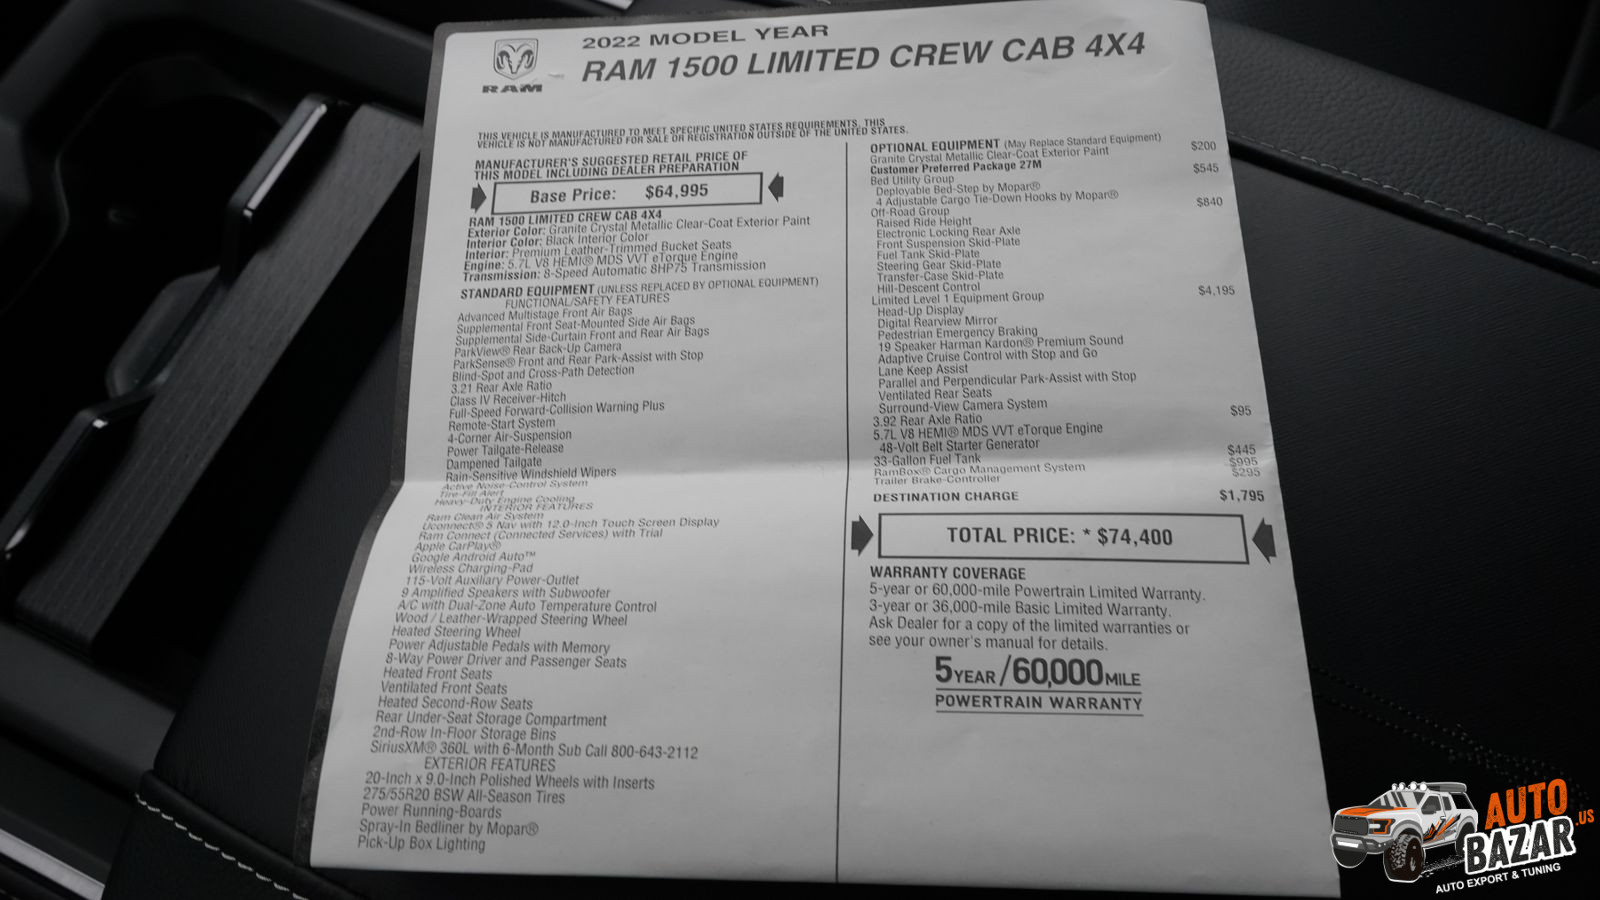 RAM
2022 MODEL YEAR
RAM 1500 LIMITED CREW CAB 4X4
THIS VEHICLE IS MANUFACTURED TO MEET SPECIFIC UNITED STATES REQUIREMENTS. THIS
VEHICLE IS NOT MANUFACTURED FOR SALE OR REGISTRATION OUTSIDE OF THE UNITED STATES.
MANUFACTURER'S SUGGESTED RETAIL PRICE OF
THIS MODEL INCLUDING DEALER PREPARATION
Base Price: $64,995
RAM 1500 LIMITED CREW CAB 4X4
Exterior Color: Granite Crystal Metallic Clear-Coat Exterior Paint
Interior Color: Black Interior Color
Interior: Premium Leather-Trimmed Bucket Seats
Engine: 5.7L V8 HEMI® MDS VVT eTorque Engine
Transmission: 8-Speed Automatic 8HP75 Transmission
STANDARD EQUIPMENT (UNLESS REPLACED BY OPTIONAL EQUIPMENT)
FUNCTIONAL/SAFETY FEATURES
Advanced Multistage Front Air Bags
Supplemental Front Seat-Mounted Side Air Bags
Supplemental Side-Curtain Front and Rear Air Bags
ParkView® Rear Back-Up Camera
ParkSense® Front and Rear Park-Assist with Stop
Blind-Spot and Cross-Path Detection
3.21 Rear Axle Ratio
Class IV Receiver-Hitch
Full-Speed Forward-Collision Warning Plus
Remote-Start System
4-Corner Air-Suspension
Power Tailgate-Release
Dampened Tailgate
Rain-Sensitive Windshield Wipers
Active Noise-Control System
Tire-Fill Alert
Heavy-Duty Engine Cooling
INTERIOR FEATURES
Ram Clean Air System
Uconnect® 5 Nav with 12.0-Inch Touch Screen Display
Ram Connect (Connected Services) with Trial
Apple CarPlay®
Google Android Auto™
Wireless Charging-Pad
115-Volt Auxiliary Power-Outlet
9 Amplified Speakers with Subwoofer
A/C with Dual-Zone Auto Temperature Control
Wood / Leather-Wrapped Steering Wheel
Heated Steering Wheel
Power Adjustable Pedals with Memory
8-Way Power Driver and Passenger Seats
Heated Front Seats
Ventilated Front Seats
Heated Second-Row Seats
Rear Under-Seat Storage Compartment
2nd-Row In-Floor Storage Bins
SiriusXM® 360L with 6-Month Sub Call 800-643-2112
EXTERIOR FEATURES
20-Inch x 9.0-Inch Polished Wheels with Inserts
275/55R20 BSW All-Season Tires
Power Running-Boards
Spray-In Bedliner by Mopar®
Pick-Up Box Lighting
OPTIONAL EQUIPMENT (May Replace Standard Equipment)
Granite Crystal Metallic Clear-Coat Exterior Paint $200
Customer Preferred Package 27M
Bed Utility Group $545
Deployable Bed-Step by Mopar®
4 Adjustable Cargo Tie-Down Hooks by Mopar®
Off-Road Group $840
Raised Ride Height
Electronic Locking Rear Axle
Front Suspension Skid-Plate
Fuel Tank Skid-Plate
Steering Gear Skid-Plate
Transfer-Case Skid-Plate
Hill-Descent Control
Limited Level 1 Equipment Group $4,195
Head-Up Display
Digital Rearview Mirror
Pedestrian Emergency Braking
19 Speaker Harman Kardon® Premium Sound
Adaptive Cruise Control with Stop and Go
Lane Keep Assist
Parallel and Perpendicular Park-Assist with Stop
Ventilated Rear Seats
Surround-View Camera System
3.92 Rear Axle Ratio $95
5.7L V8 HEMI® MDS VVT eTorque Engine
48-Volt Belt Starter Generator
33-Gallon Fuel Tank $445
RamBox® Cargo Management System $995
Trailer Brake-Controller $295
DESTINATION CHARGE $1,795
TOTAL PRICE: * $74,400
WARRANTY COVERAGE
5-year or 60,000-mile Powertrain Limited Warranty.
3-year or 36,000-mile Basic Limited Warranty.
Ask Dealer for a copy of the limited warranties or
see your owner's manual for details.
5 YEAR / 60,000 MILE
POWERTRAIN WARRANTY
AUTO
BAZAR.US
AUTO EXPORT & TUNING